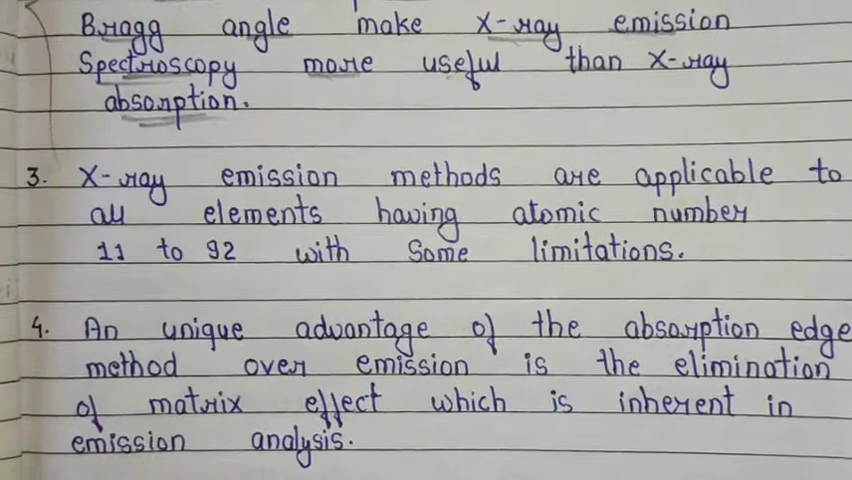 Bragg angle make X-ray emission
Spectroscopy more useful than X-ray
absorption.
3. X-ray emission methods are applicable to
all elements having atomic number
11 to 92 with some limitations.
4. An unique advantage of the absorption edge
method over emission is the elimination
of matrix effect which is inherent in
emission analysis.